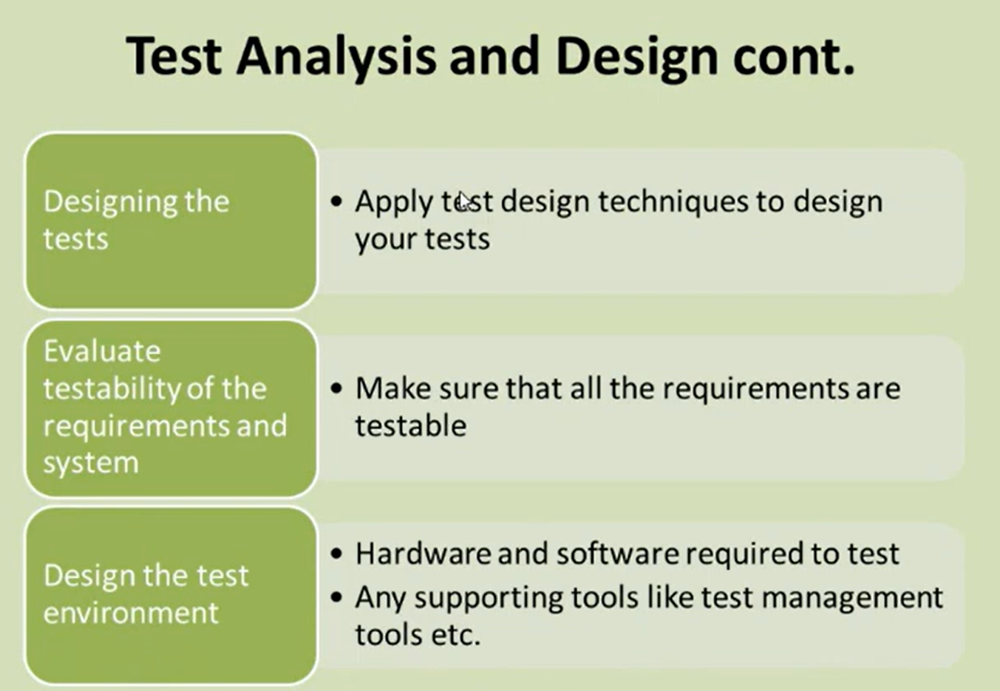 Test Analysis and Design cont.
Designing the
tests
• Apply test design techniques to design
your tests
Evaluate
testability of the
requirements and
system
• Make sure that all the requirements are
testable
Design the test
environment
• Hardware and software required to test
• Any supporting tools like test management
tools etc.